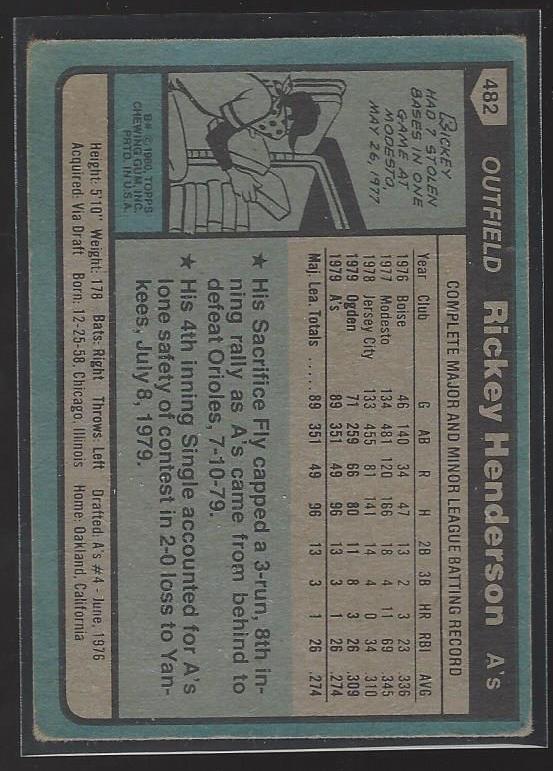 482
OUTFIELD Rickey Henderson A's
RICKEY
HAD 7 STOLEN
BASES IN ONE
GAME AT
MODESTO,
MAY 26, 1977
COMPLETE MAJOR AND MINOR LEAGUE BATTING RECORD
Year Club G AB R H 2B 3B HR RBI AVG
1976 Boise 46 140 34 47 13 2 3 23 .336
1977 Modesto 134 481 120 166 18 4 11 69 .345
1978 Jersey City 133 455 81 141 14 4 0 34 .310
1979 Ogden 71 259 66 80 11 8 3 26 .309
1979 A's 89 351 49 96 13 3 1 26 .274
Maj. Lea. Totals ...... 89 351 49 96 13 3 1 26 .274
★ His Sacrifice Fly capped a 3-run, 8th in-
ning rally as A's came from behind to
defeat Orioles, 7-10-79.
★ His 4th inning Single accounted for A's
lone safety of contest in 2-0 loss to Yan-
kees, July 8, 1979.
B* © 1980, TOPPS
CHEWING GUM, INC.
PRTD. IN U.S.A.
Height: 5'10" Weight: 178 Bats: Right Throws: Left Drafted: A's #4 - June, 1976
Acquired: Via Draft Born: 12-25-58, Chicago, Illinois Home: Oakland, California